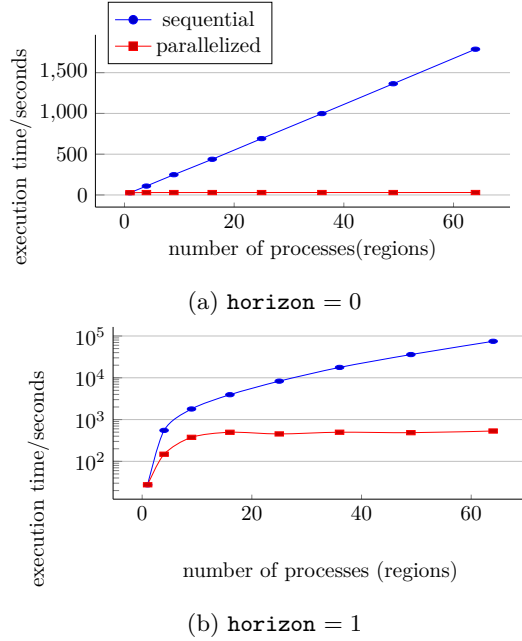 sequential
parallelized
1,500
1,000
500
0
execution time/seconds
0 20 40 60
number of processes(regions)
(a) horizon = 0
10^5
10^4
10^3
10^2
execution time/seconds
0 20 40 60
number of processes (regions)
(b) horizon = 1